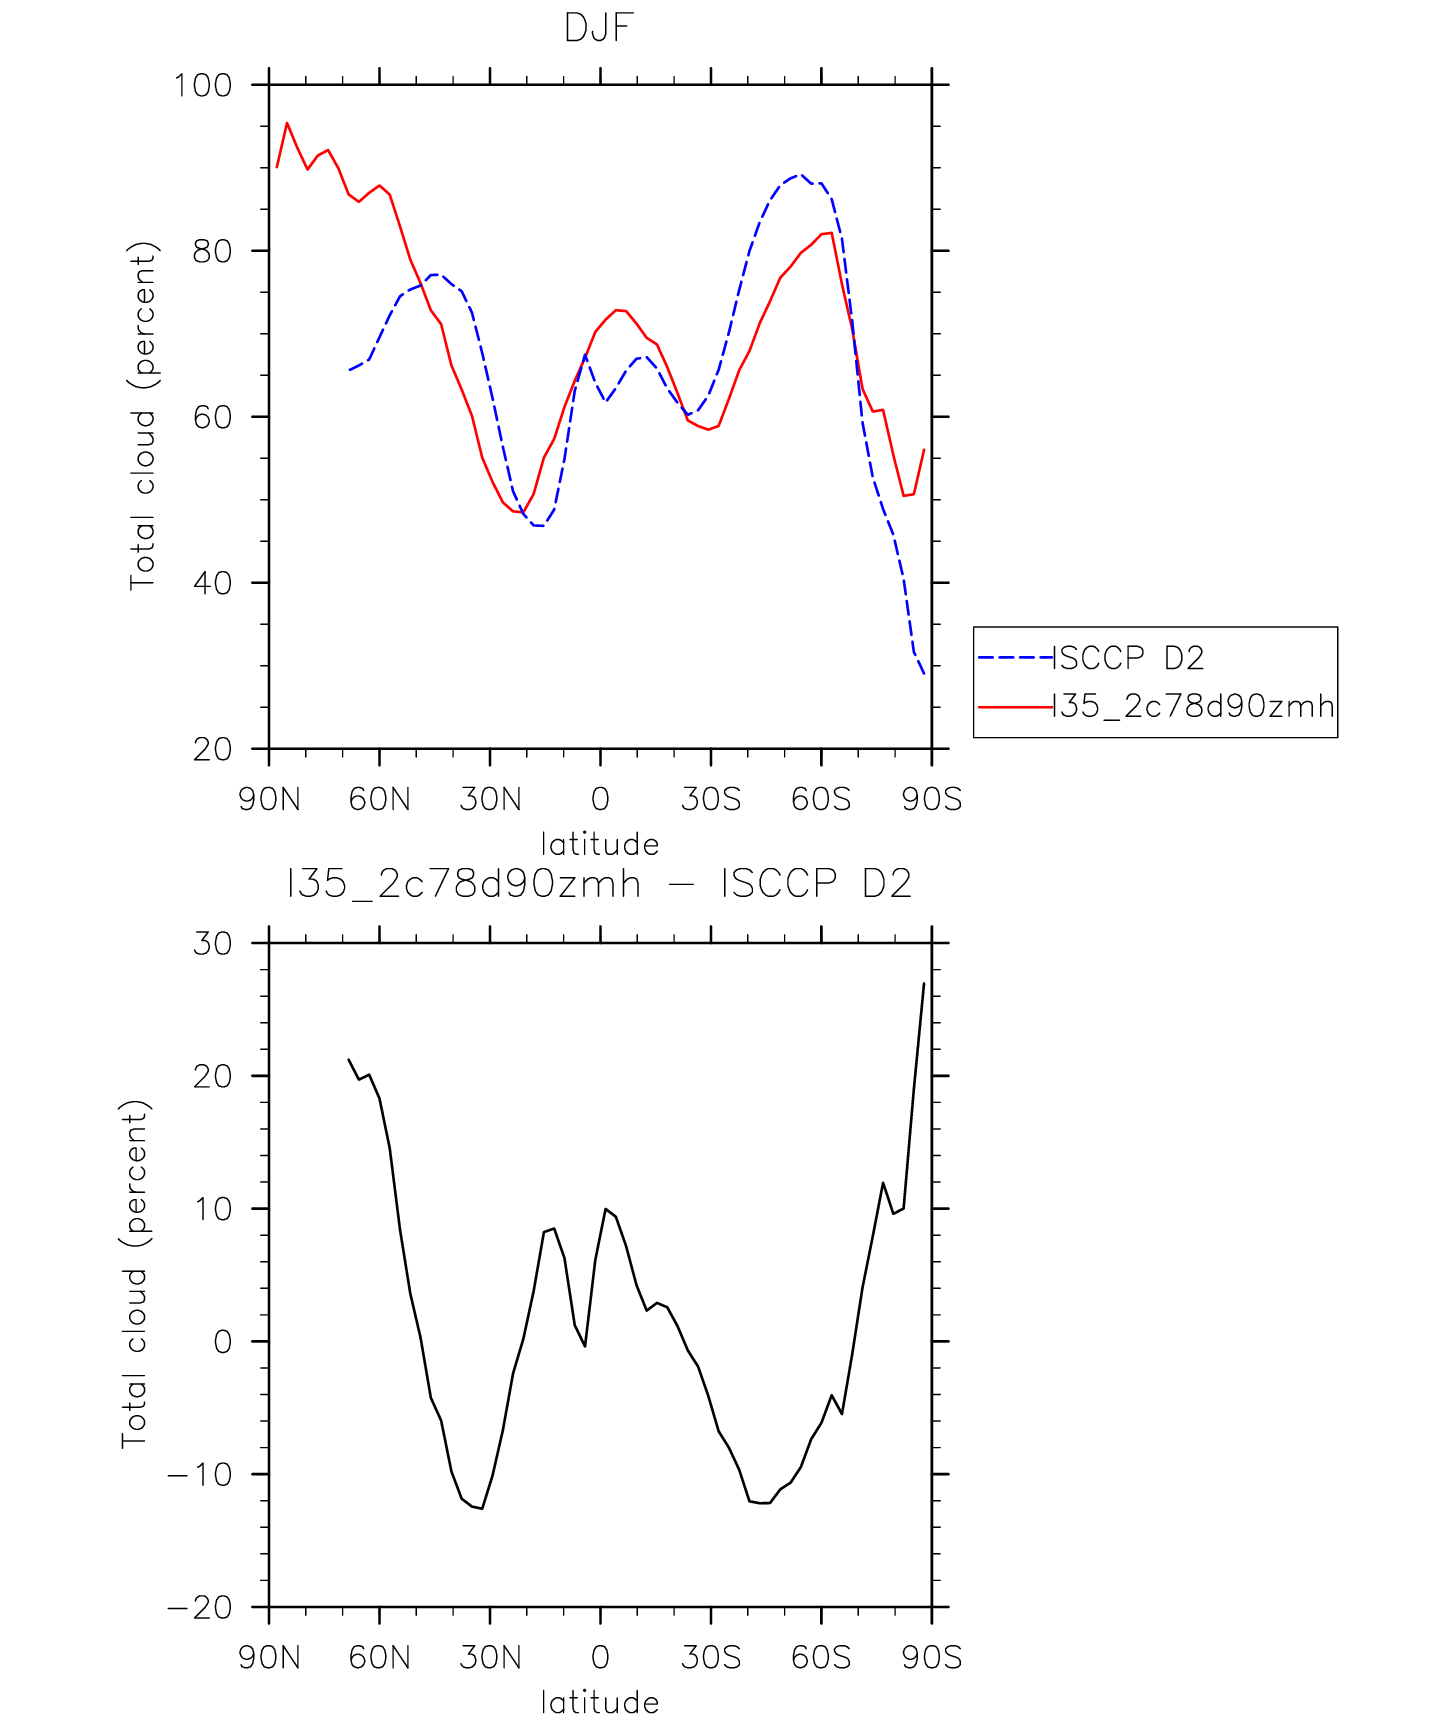 DJF
Total cloud (percent)
100
80
60
40
20
90N 60N 30N 0 30S 60S 90S
latitude
ISCCP D2
I35_2c78d90zmh
I35_2c78d90zmh − ISCCP D2
Total cloud (percent)
30
20
10
0
−10
−20
90N 60N 30N 0 30S 60S 90S
latitude